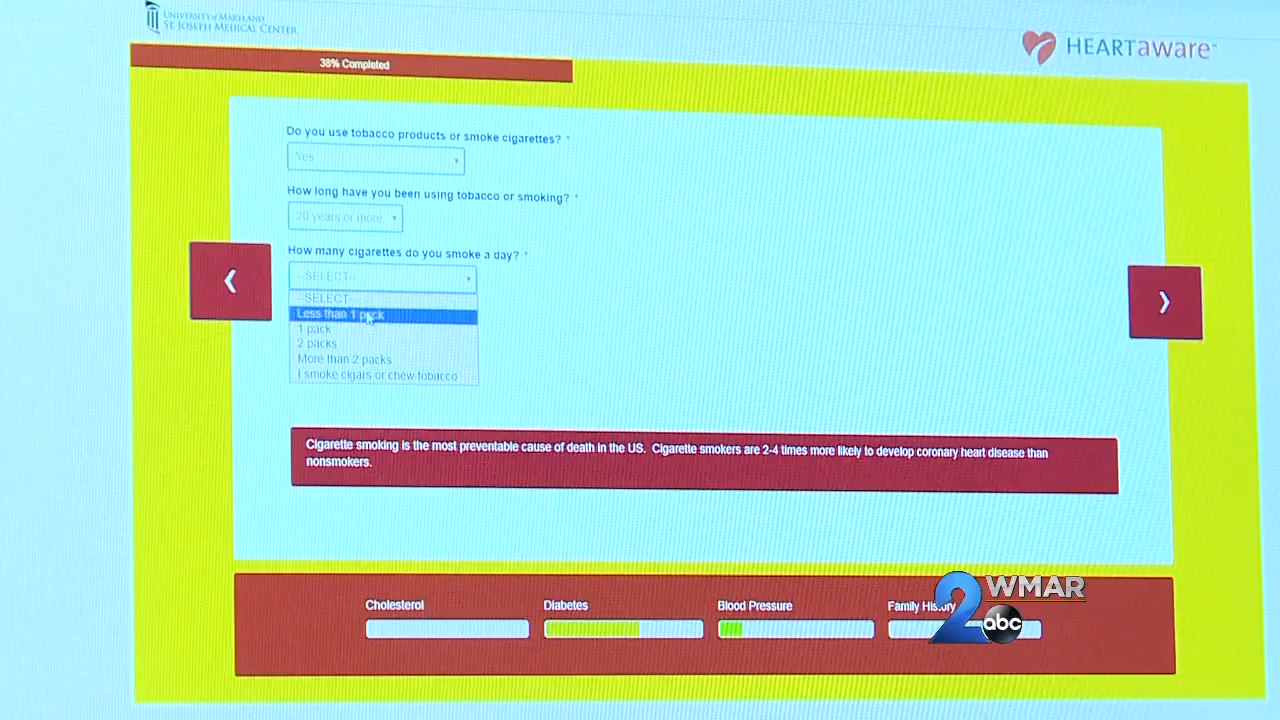 UNIVERSITY of MARYLAND
ST. JOSEPH MEDICAL CENTER
HEARTaware™
38% Completed
Do you use tobacco products or smoke cigarettes? *
Yes
How long have you been using tobacco or smoking? *
20 years or more
How many cigarettes do you smoke a day? *
--SELECT--
--SELECT--
Less than 1 pack
1 pack
2 packs
More than 2 packs
I smoke cigars or chew tobacco
Cigarette smoking is the most preventable cause of death in the US. Cigarette smokers are 2-4 times more likely to develop coronary heart disease than
nonsmokers.
Cholesterol
Diabetes
Blood Pressure
Family History
2 WMAR
abc